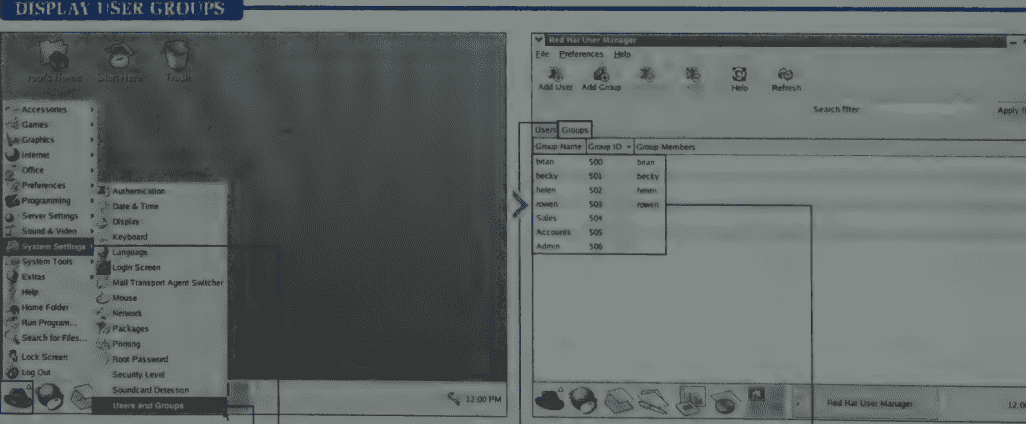 DISPLAY USER GROUPS
root's Home
Start Here
Trash
Accessories
Games
Graphics
Internet
Office
Preferences
Programming
Server Settings
Sound & Video
System Settings
System Tools
Extras
Help
Home Folder
Run Program...
Search for Files...
Lock Screen
Log Out
Authentication
Date & Time
Display
Keyboard
Language
Login Screen
Mail Transport Agent Switcher
Mouse
Network
Packages
Printing
Root Password
Security Level
Soundcard Detection
Users and Groups
12:00 PM
Red Hat User Manager
File Preferences Help
Add User Add Group Help Refresh
Search filter: Apply
Users Groups
Group Name Group ID Group Members
brian 500 brian
becky 501 becky
helen 502 helen
rowen 503 rowen
Sales 504
Accounts 505
Admin 506
Red Hat User Manager